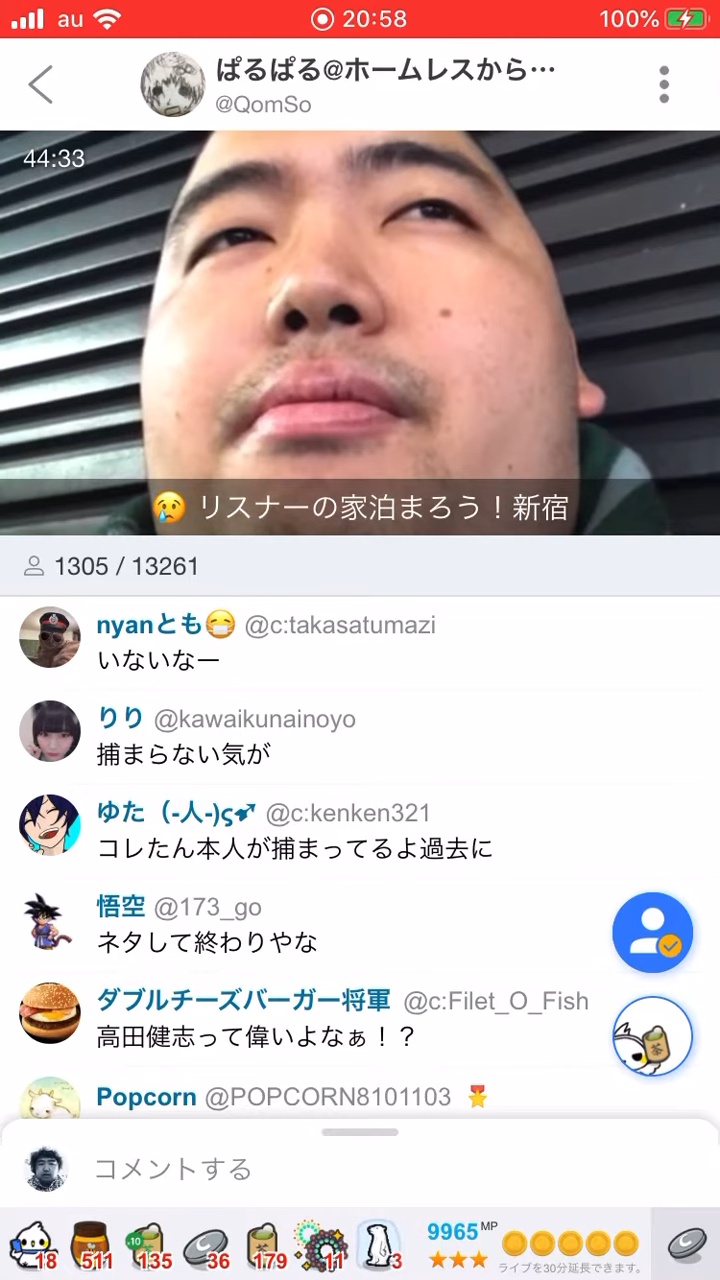 au 20:58 100%
ぱるぱる@ホームレスから…
@QomSo
44:33
😢 リスナーの家泊まろう！新宿
1305 / 13261
nyanとも😷 @c:takasatumazi
いないなー
りり @kawaikunainoyo
捕まらない気が
ゆた（-人-)ς➶ @c:kenken321
コレたん本人が捕まってるよ過去に
悟空 @173_go
ネタして終わりやな
ダブルチーズバーガー将軍 @c:Filet_O_Fish
高田健志って偉いよなぁ！？
Popcorn @POPCORN8101103 🎖
茶
コメントする
18 511 135 36 179 11 3
+10
9965 MP
★★★
ライブを30分延長できます。